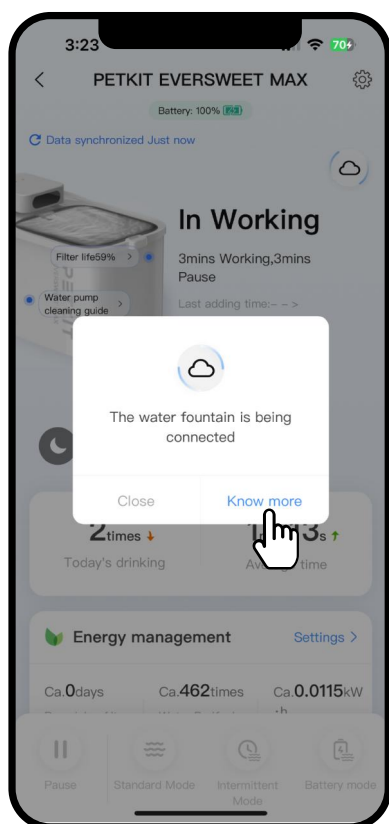 3:23
70
PETKIT EVERSWEET MAX
Battery: 100%
Data synchronized Just now
In Working
Filter life59% >
3mins Working,3mins
Pause
Water pump
cleaning guide >
Last adding time:– – >
The water fountain is being
connected
Close
Know more
2times
3s
Today's drinking
time
Energy management
Settings >
Ca.0days
Ca.462times
Ca.0.0115kW
·h
Pause
Standard Mode
Intermittent
Mode
Battery mode